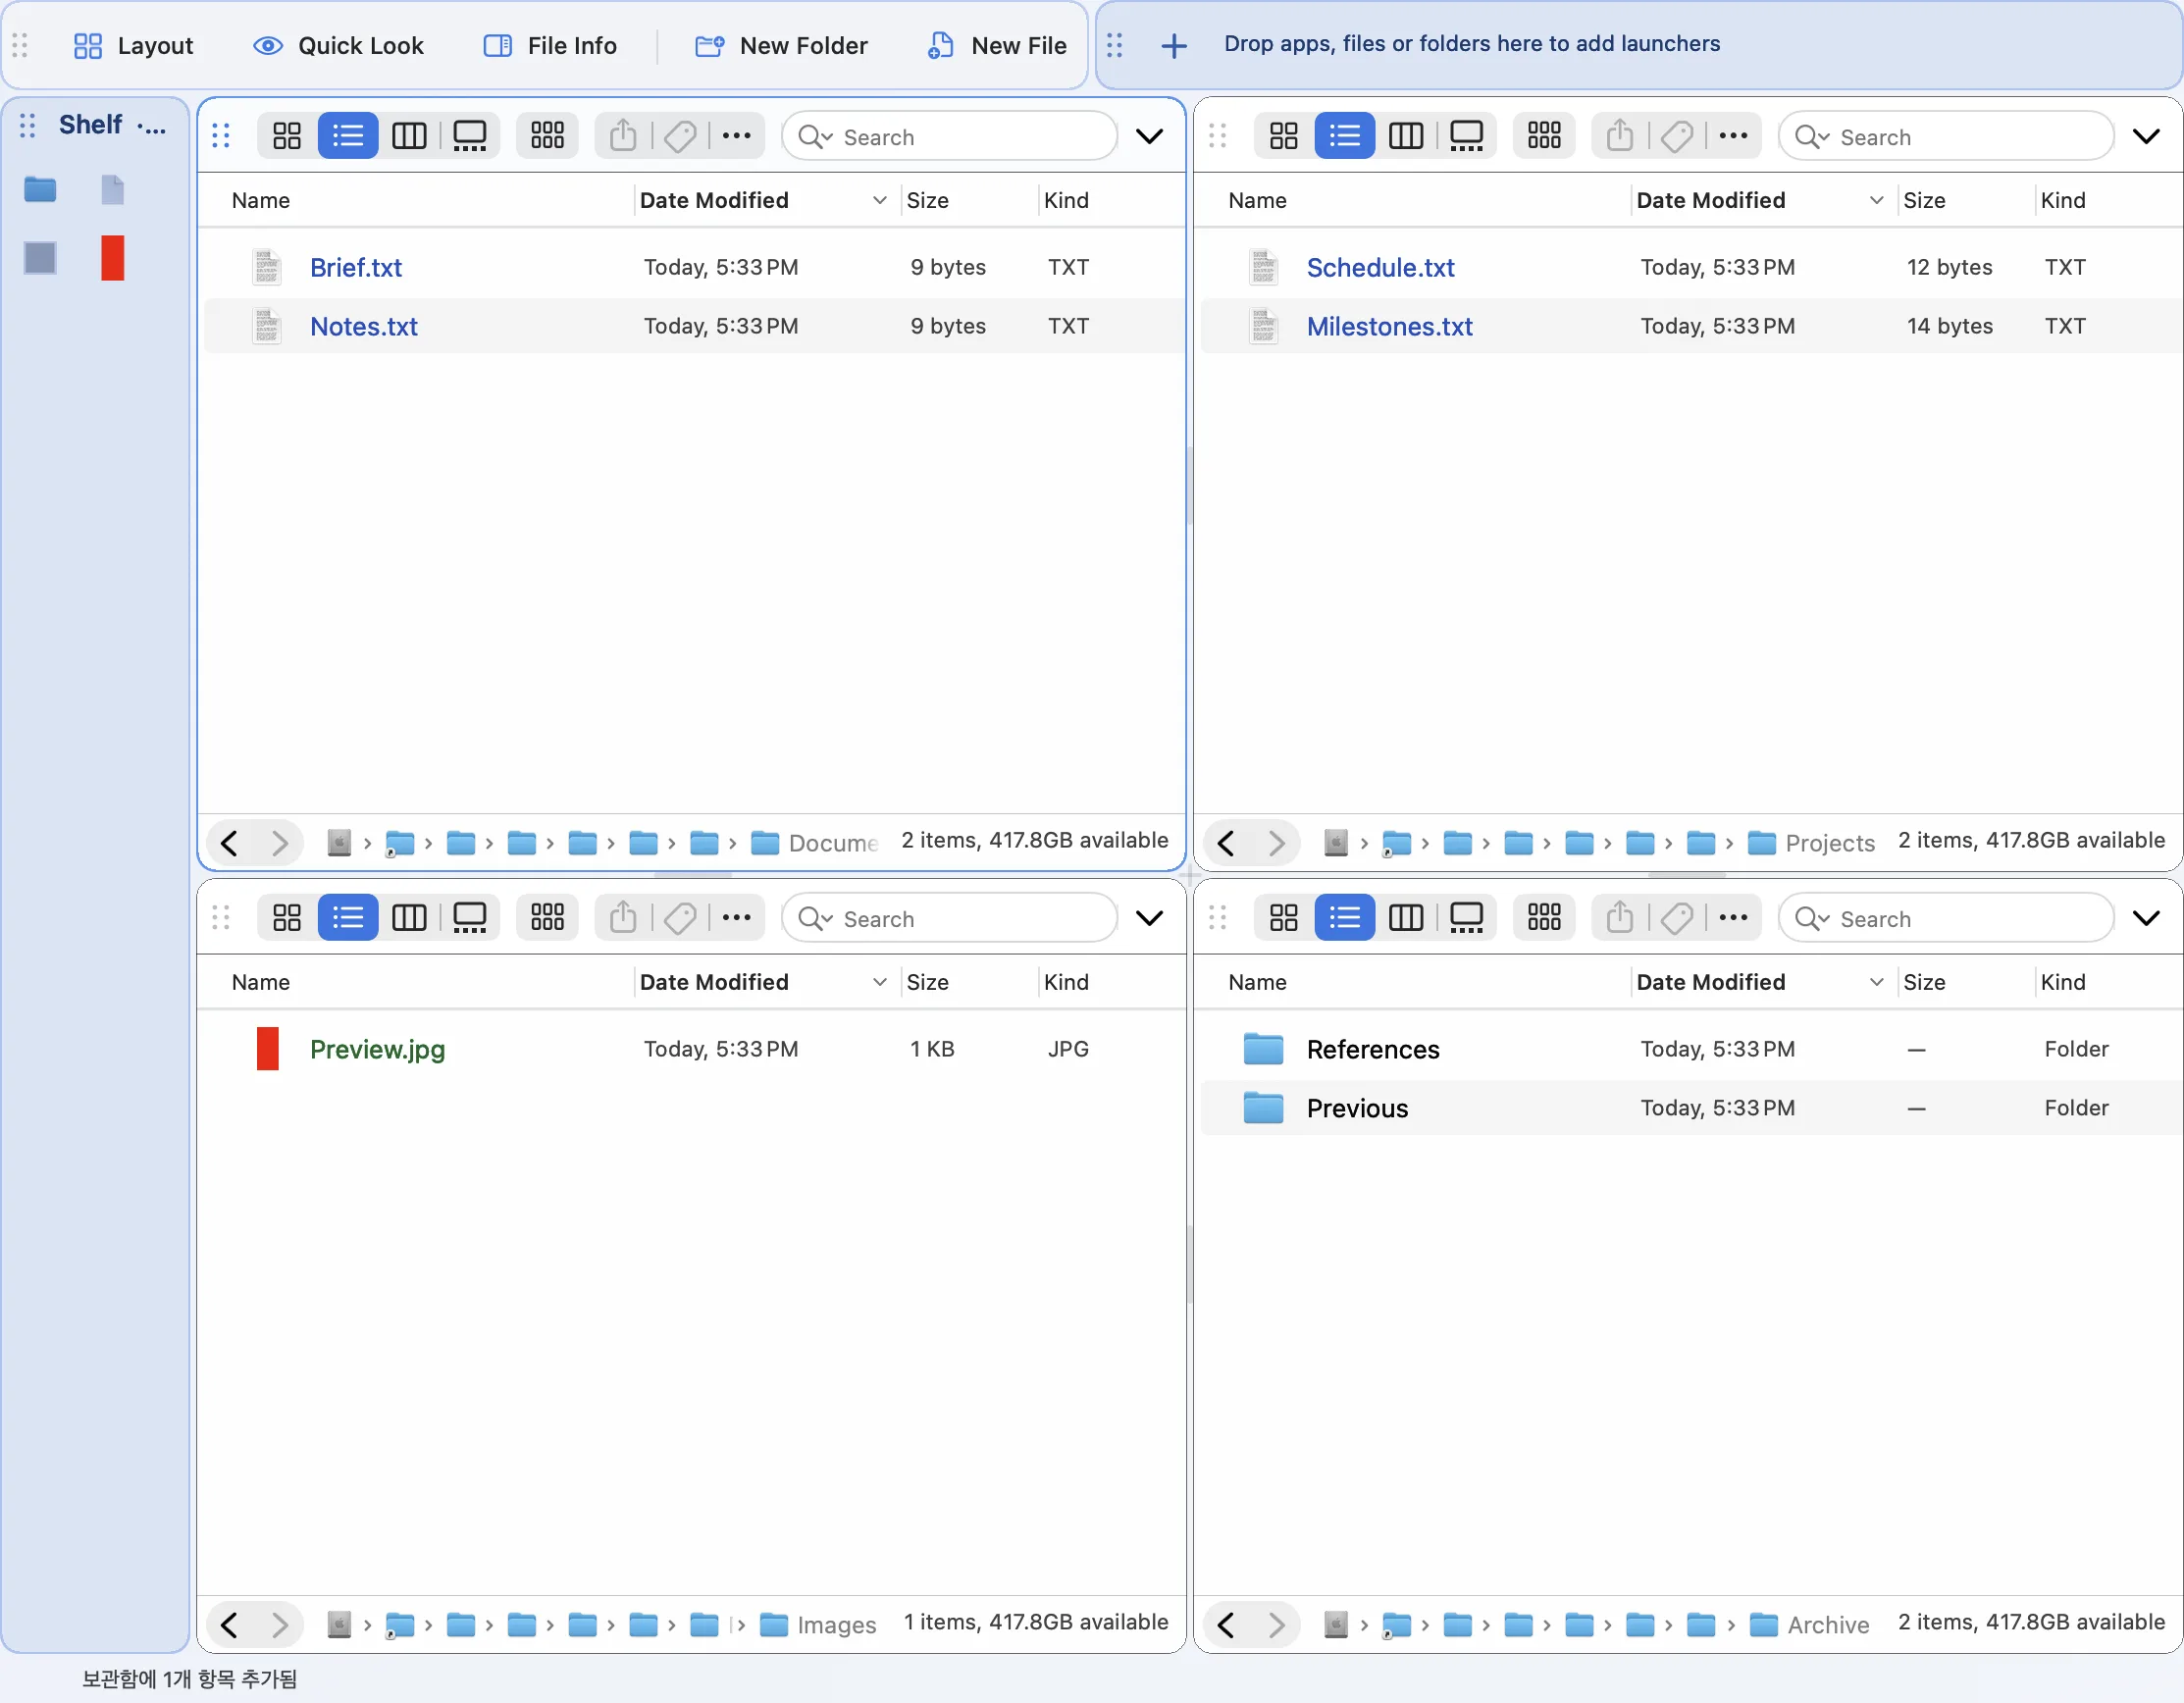 Layout Quick Look File Info New Folder New File
Drop apps, files or folders here to add launchers
Shelf ·...
Search
Name Date Modified Size Kind
Brief.txt Today, 5:33 PM 9 bytes TXT
Notes.txt Today, 5:33 PM 9 bytes TXT
Docume 2 items, 417.8GB available
Search
Name Date Modified Size Kind
Schedule.txt Today, 5:33 PM 12 bytes TXT
Milestones.txt Today, 5:33 PM 14 bytes TXT
Projects 2 items, 417.8GB available
Search
Name Date Modified Size Kind
Preview.jpg Today, 5:33 PM 1 KB JPG
Images 1 items, 417.8GB available
Search
Name Date Modified Size Kind
References Today, 5:33 PM — Folder
Previous Today, 5:33 PM — Folder
Archive 2 items, 417.8GB available
보관함에 1개 항목 추가됨